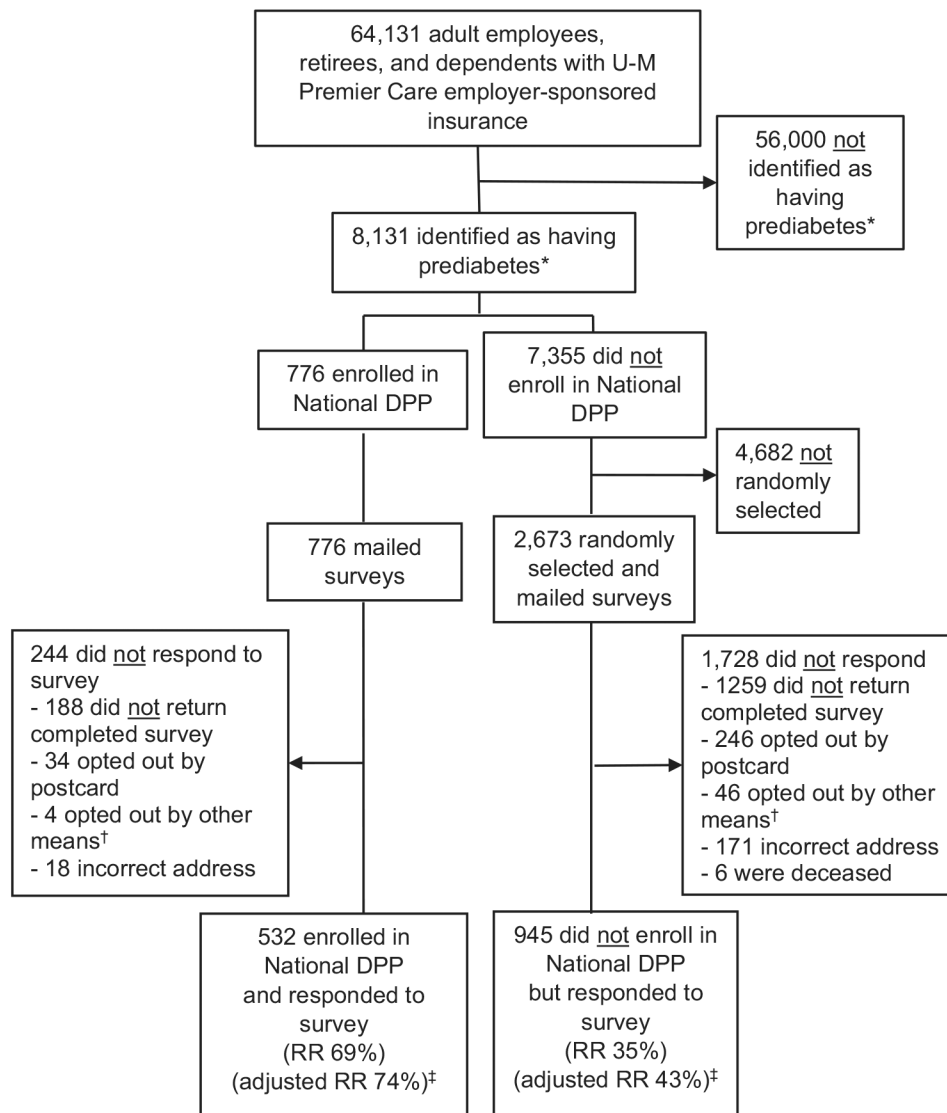 64,131 adult employees,
retirees, and dependents with U-M
Premier Care employer-sponsored
insurance
56,000 not
identified as
having
prediabetes*
8,131 identified as having
prediabetes*
776 enrolled in
National DPP
7,355 did not
enroll in National
DPP
4,682 not
randomly
selected
776 mailed
surveys
2,673 randomly
selected and
mailed surveys
244 did not respond to
survey
- 188 did not return
completed survey
- 34 opted out by
postcard
- 4 opted out by other
means†
- 18 incorrect address
1,728 did not respond
- 1259 did not return
completed survey
- 246 opted out by
postcard
- 46 opted out by other
means†
- 171 incorrect address
- 6 were deceased
532 enrolled in
National DPP
and responded to
survey
(RR 69%)
(adjusted RR 74%)‡
945 did not enroll in
National DPP
but responded to
survey
(RR 35%)
(adjusted RR 43%)‡